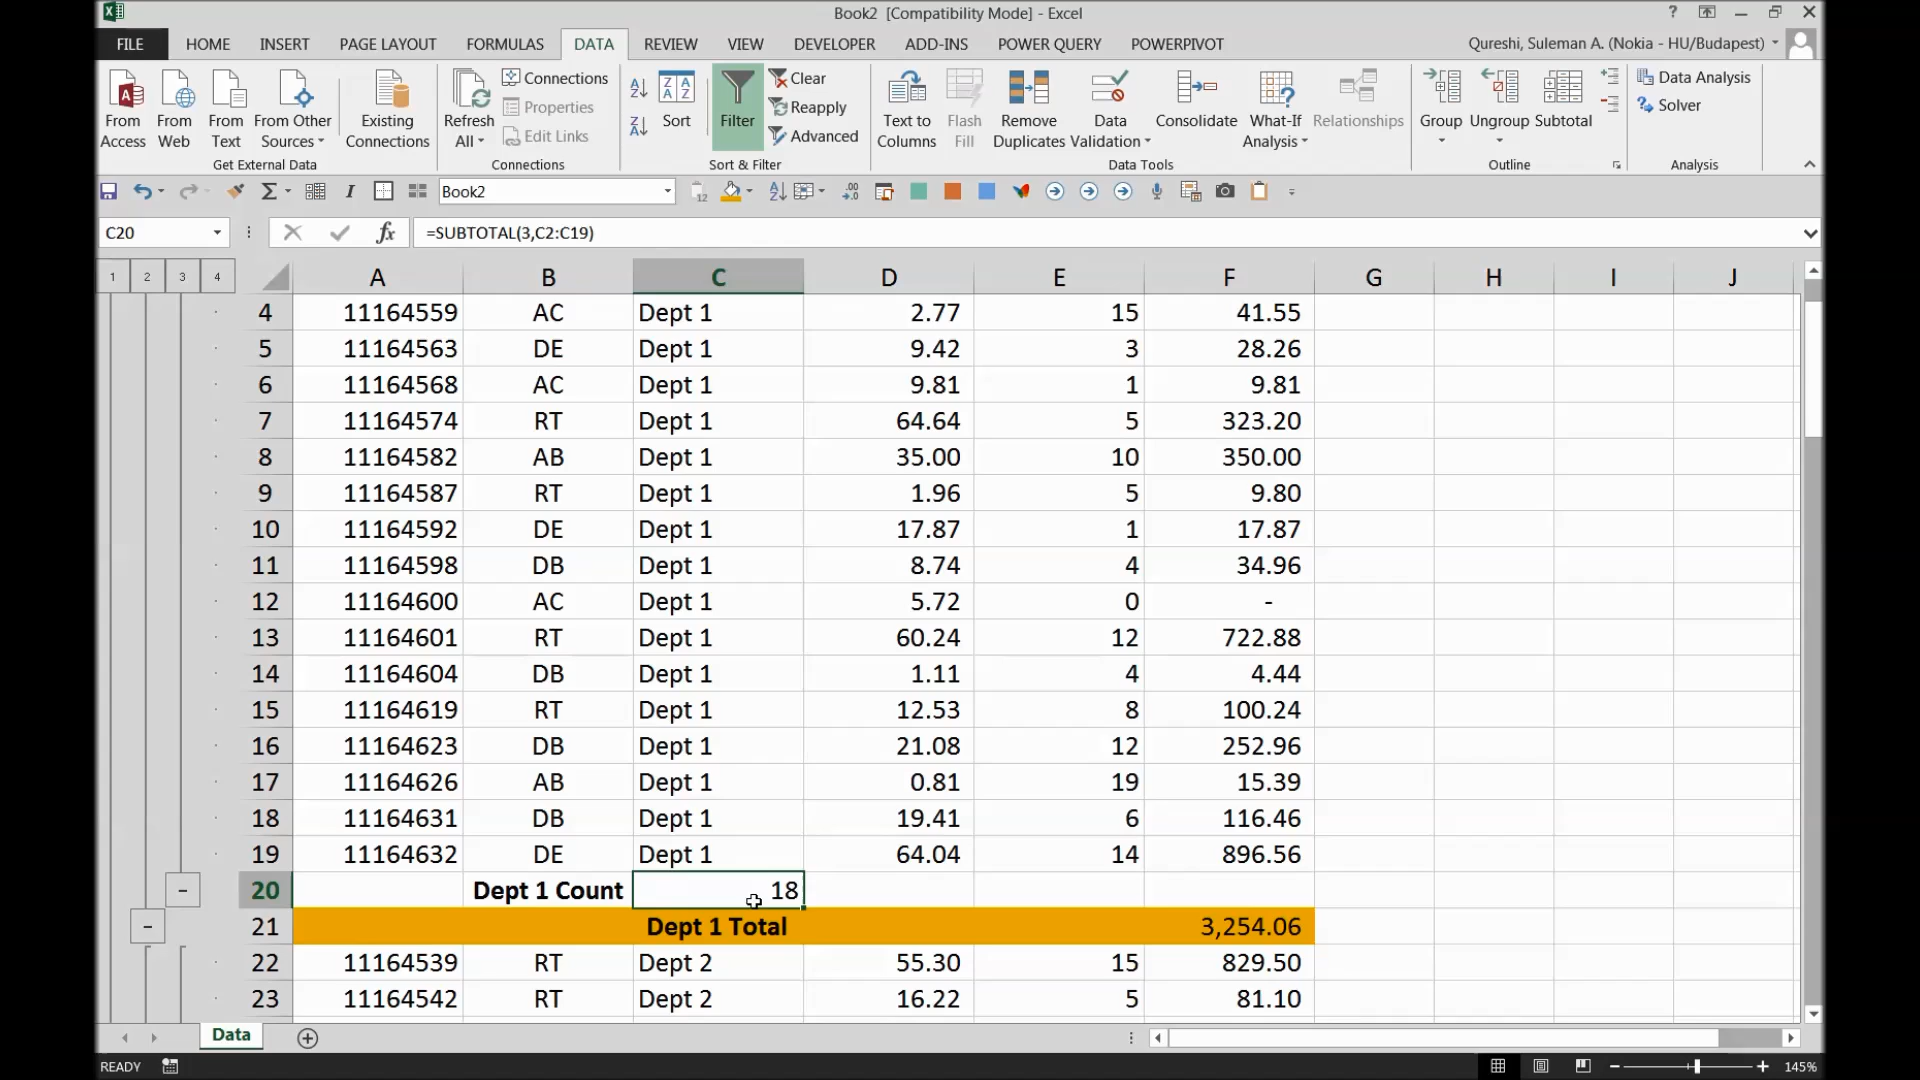 Book2 [Compatibility Mode] - Excel
?
FILE HOME INSERT PAGE LAYOUT FORMULAS DATA REVIEW VIEW DEVELOPER ADD-INS POWER QUERY POWERPIVOT Qureshi, Suleman A. (Nokia - HU/Budapest)
From Access
From Web
From Text
From Other Sources
Get External Data
Existing Connections
Refresh All
Connections
Properties
Edit Links
Connections
Sort
Filter
Clear
Reapply
Advanced
Sort & Filter
Text to Columns
Flash Fill
Remove Duplicates
Data Validation
Consolidate
What-If Analysis
Relationships
Data Tools
Group
Ungroup
Subtotal
Outline
Data Analysis
Solver
Analysis
Book2
C20 fx =SUBTOTAL(3,C2:C19)
1 2 3 4
A B C D E F G H I J
4 11164559 AC Dept 1 2.77 15 41.55
5 11164563 DE Dept 1 9.42 3 28.26
6 11164568 AC Dept 1 9.81 1 9.81
7 11164574 RT Dept 1 64.64 5 323.20
8 11164582 AB Dept 1 35.00 10 350.00
9 11164587 RT Dept 1 1.96 5 9.80
10 11164592 DE Dept 1 17.87 1 17.87
11 11164598 DB Dept 1 8.74 4 34.96
12 11164600 AC Dept 1 5.72 0 -
13 11164601 RT Dept 1 60.24 12 722.88
14 11164604 DB Dept 1 1.11 4 4.44
15 11164619 RT Dept 1 12.53 8 100.24
16 11164623 DB Dept 1 21.08 12 252.96
17 11164626 AB Dept 1 0.81 19 15.39
18 11164631 DB Dept 1 19.41 6 116.46
19 11164632 DE Dept 1 64.04 14 896.56
20 Dept 1 Count 18
21 Dept 1 Total 3,254.06
22 11164539 RT Dept 2 55.30 15 829.50
23 11164542 RT Dept 2 16.22 5 81.10
Data
READY 145%